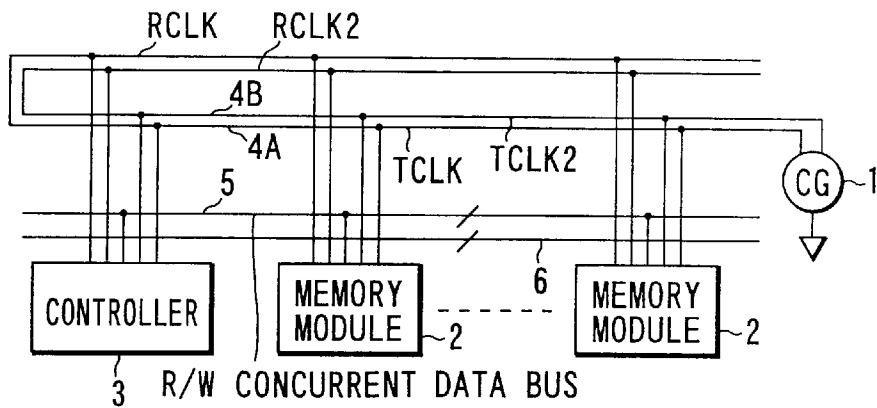 RCLK
RCLK2
4B
4A
TCLK
TCLK2
CG
1
5
6
CONTROLLER
3
MEMORY
MODULE
2
MEMORY
MODULE
2
R/W CONCURRENT DATA BUS